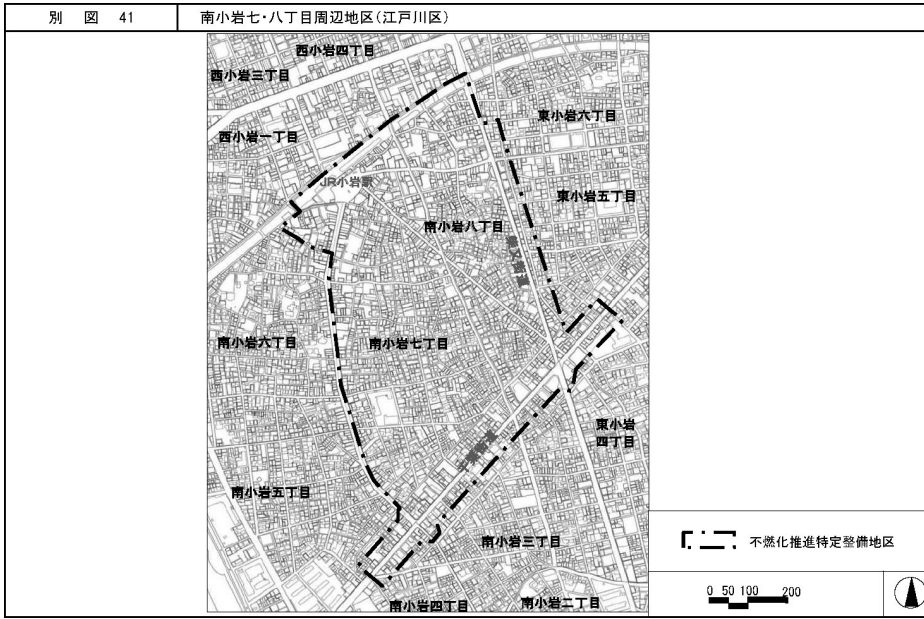 別 図 41
南小岩七・八丁目周辺地区(江戸川区)
西小岩四丁目
西小岩三丁目
東小岩六丁目
西小岩一丁目
JR小岩駅
東小岩五丁目
南小岩八丁目
南小岩六丁目
南小岩七丁目
東小岩
四丁目
千葉街道
南小岩五丁目
南小岩三丁目
不燃化推進特定整備地区
0 50 100 200
南小岩四丁目
南小岩二丁目